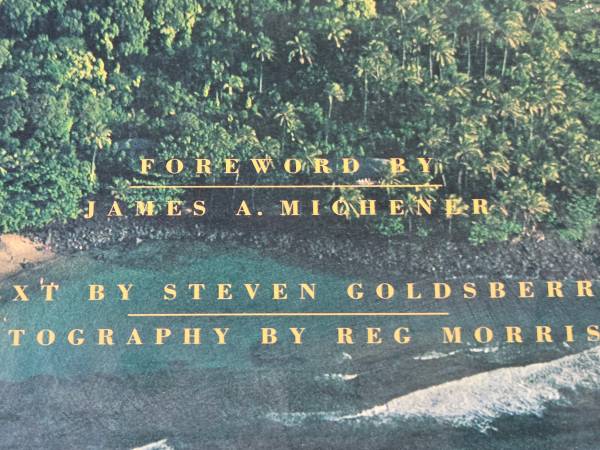 FOREWORD BY
JAMES A. MICHENER
XT BY STEVEN GOLDSBERR
TOGRAPHY BY REG MORRIS